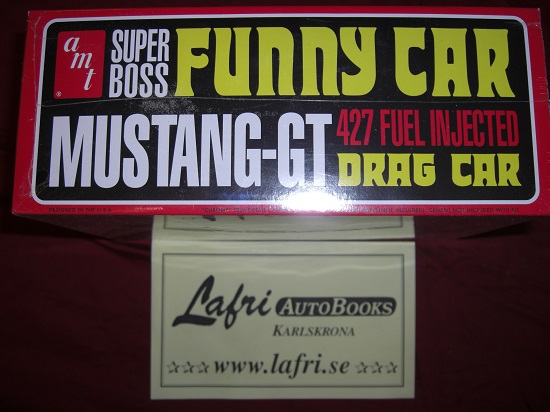 amt
®
SUPER
BOSS
FUNNY CAR
MUSTANG-GT
427 FUEL INJECTED
DRAG CAR
Lafri AUTOBOOKS
KARLSKRONA
www.lafri.se